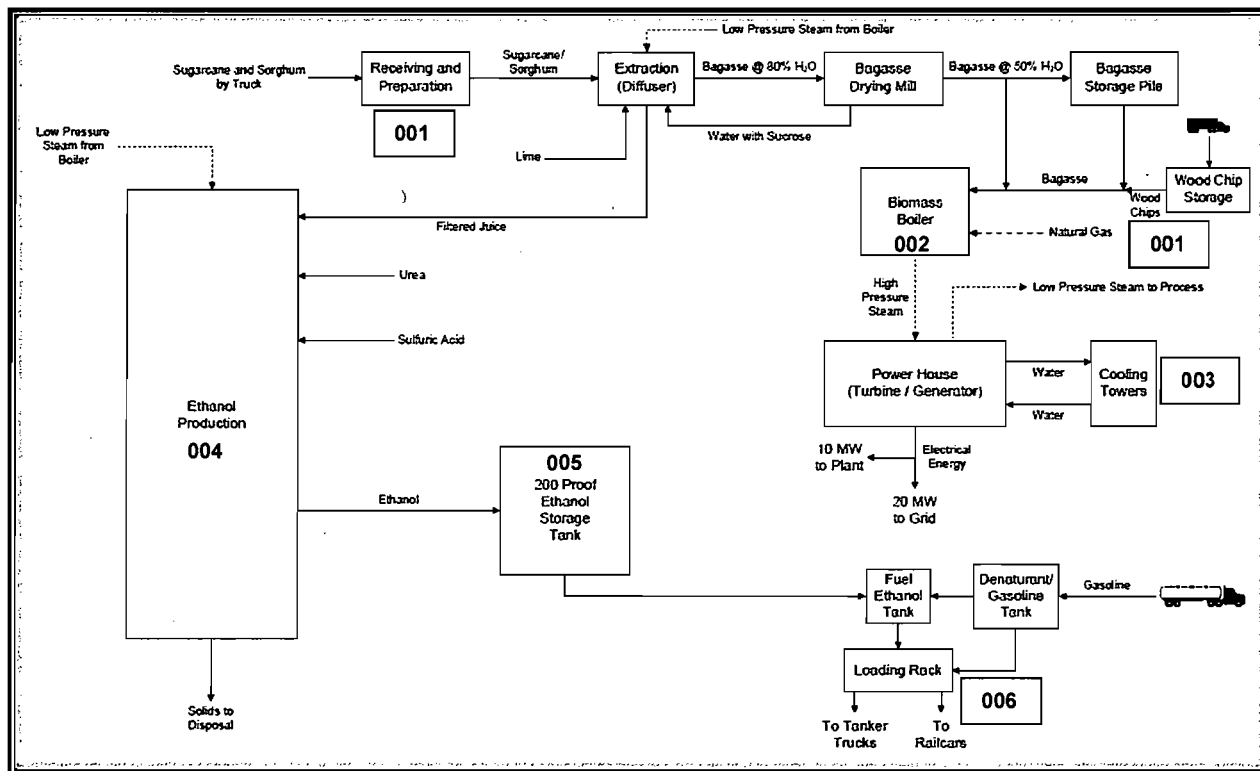 Low Pressure Steam from Boiler
Sugarcane and Sorghum
by Truck
Receiving and
Preparation
001
Sugarcane/
Sorghum
Extraction
(Diffuser)
Bagasse @ 80% H2O
Bagasse
Drying Mill
Bagasse @ 50% H2O
Bagasse
Storage Pile
Water with Sucrose
Lime
Low Pressure
Steam from
Boiler
Filtered Juice
Urea
Sulfuric Acid
Ethanol
Production
004
Biomass
Boiler
002
Bagasse
Wood
Chips
Wood Chip
Storage
001
Natural Gas
High
Pressure
Steam
Low Pressure Steam to Process
Power House
(Turbine / Generator)
Water
Water
Cooling
Towers
003
10 MW
to Plant
Electrical
Energy
20 MW
to Grid
Ethanol
005
200 Proof
Ethanol
Storage
Tank
Fuel
Ethanol
Tank
Denaturant/
Gasoline
Tank
Gasoline
Loading Rack
006
To Tanker
Trucks
To
Railcars
Solids to
Disposal